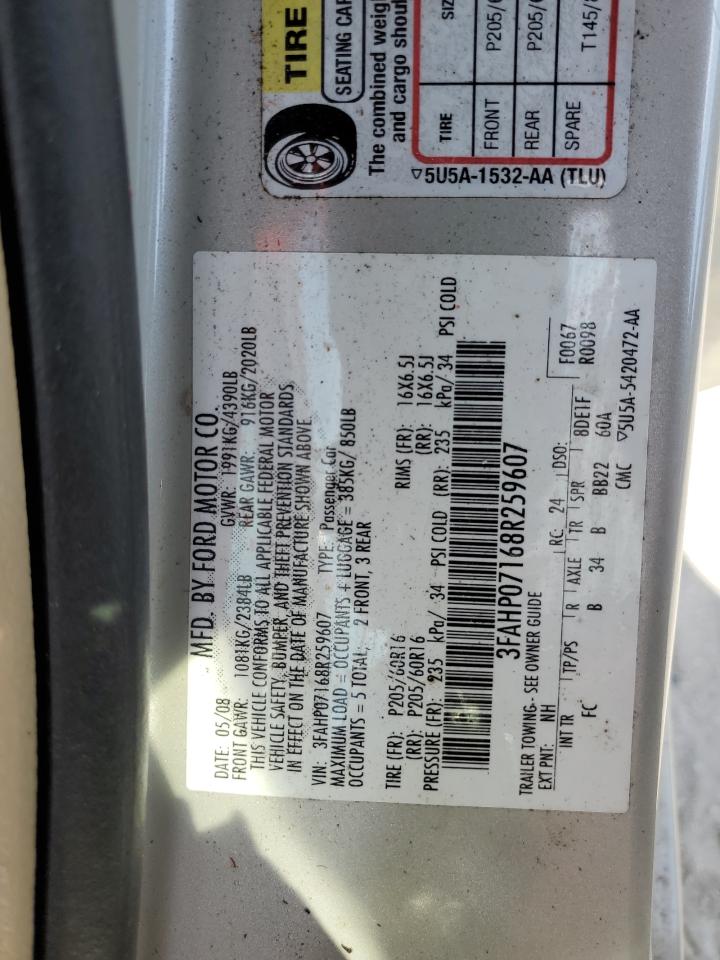 TIRE
SEATING CAP
The combined weigh
and cargo shou
TIRE SIZ
FRONT P205/6
REAR P205/6
SPARE T145/8
▽5U5A-1532-AA (TLU)
MFD. BY FORD MOTOR CO.
DATE: 05/08 GVWR: 1991KG/4390LB
FRONT GAWR: 1081KG/2384LB REAR GAWR: 916KG/2020LB
THIS VEHICLE CONFORMS TO ALL APPLICABLE FEDERAL MOTOR
VEHICLE SAFETY, BUMPER, AND THEFT PREVENTION STANDARDS
IN EFFECT ON THE DATE OF MANUFACTURE SHOWN ABOVE.
VIN: 3FAHP07168R259607 TYPE: Passenger Car
MAXIMUM LOAD = OCCUPANTS + LUGGAGE = 385KG/ 850LB
OCCUPANTS = 5 TOTAL; 2 FRONT, 3 REAR
TIRE (FR): P205/60R16 RIMS (FR): 16X6.5J
(RR): P205/60R16 (RR): 16X6.5J
PRESSURE (FR): 235 kPa/ 34 PSI COLD (RR): 235 kPa/ 34 PSI COLD
3FAHP07168R259607
TRAILER TOWING- SEE OWNER GUIDE
EXT PNT: NH RC: 24 DSO: F0067
R0098
INT TR TP/PS R AXLE TR SPR 8DE1F
FC B 34 B BB22 60A
CMC ▽5U5A-5420472-AA